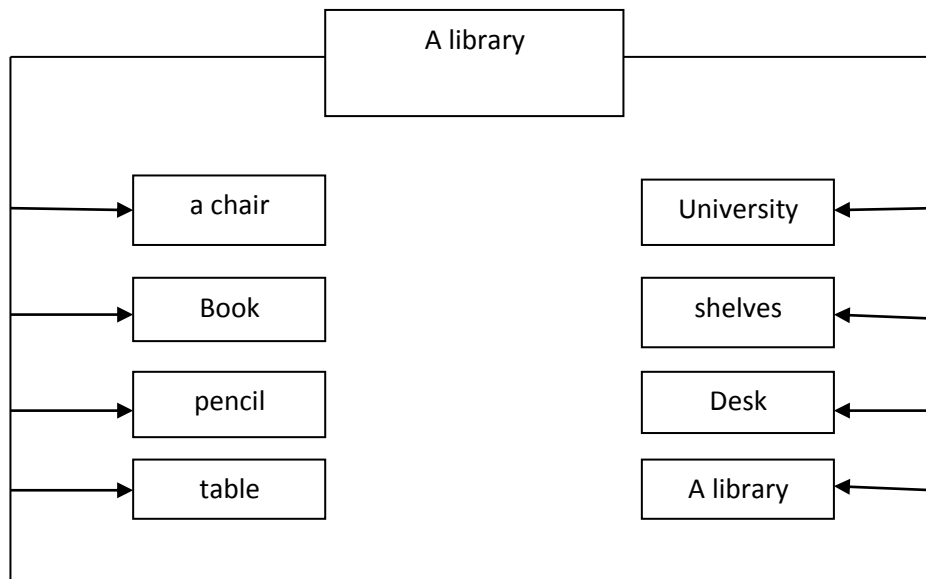 A library
a chair
University
Book
shelves
pencil
Desk
table
A library